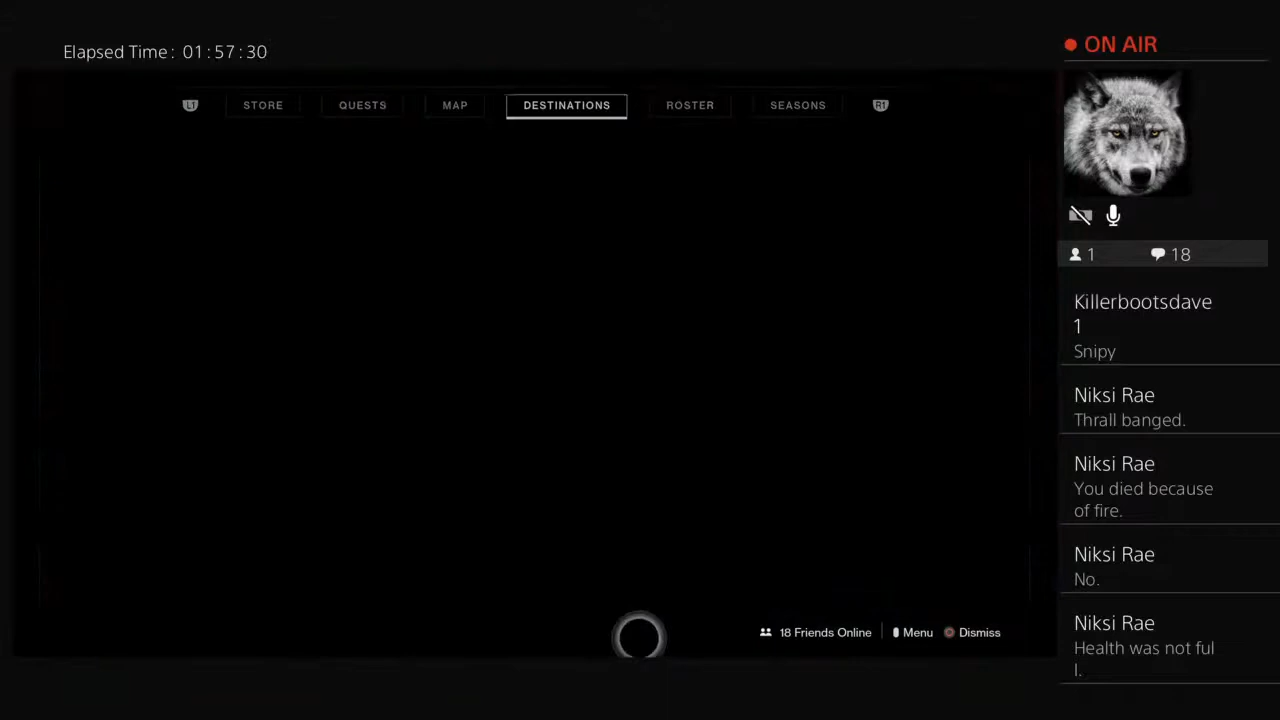 Elapsed Time: 01:57:30
ON AIR
L1 STORE QUESTS MAP DESTINATIONS ROSTER SEASONS R1
1 18
Killerbootsdave
1
Snipy
Niksi Rae
Thrall banged.
Niksi Rae
You died because
of fire.
Niksi Rae
No.
Niksi Rae
Health was not ful
l.
18 Friends Online Menu Dismiss